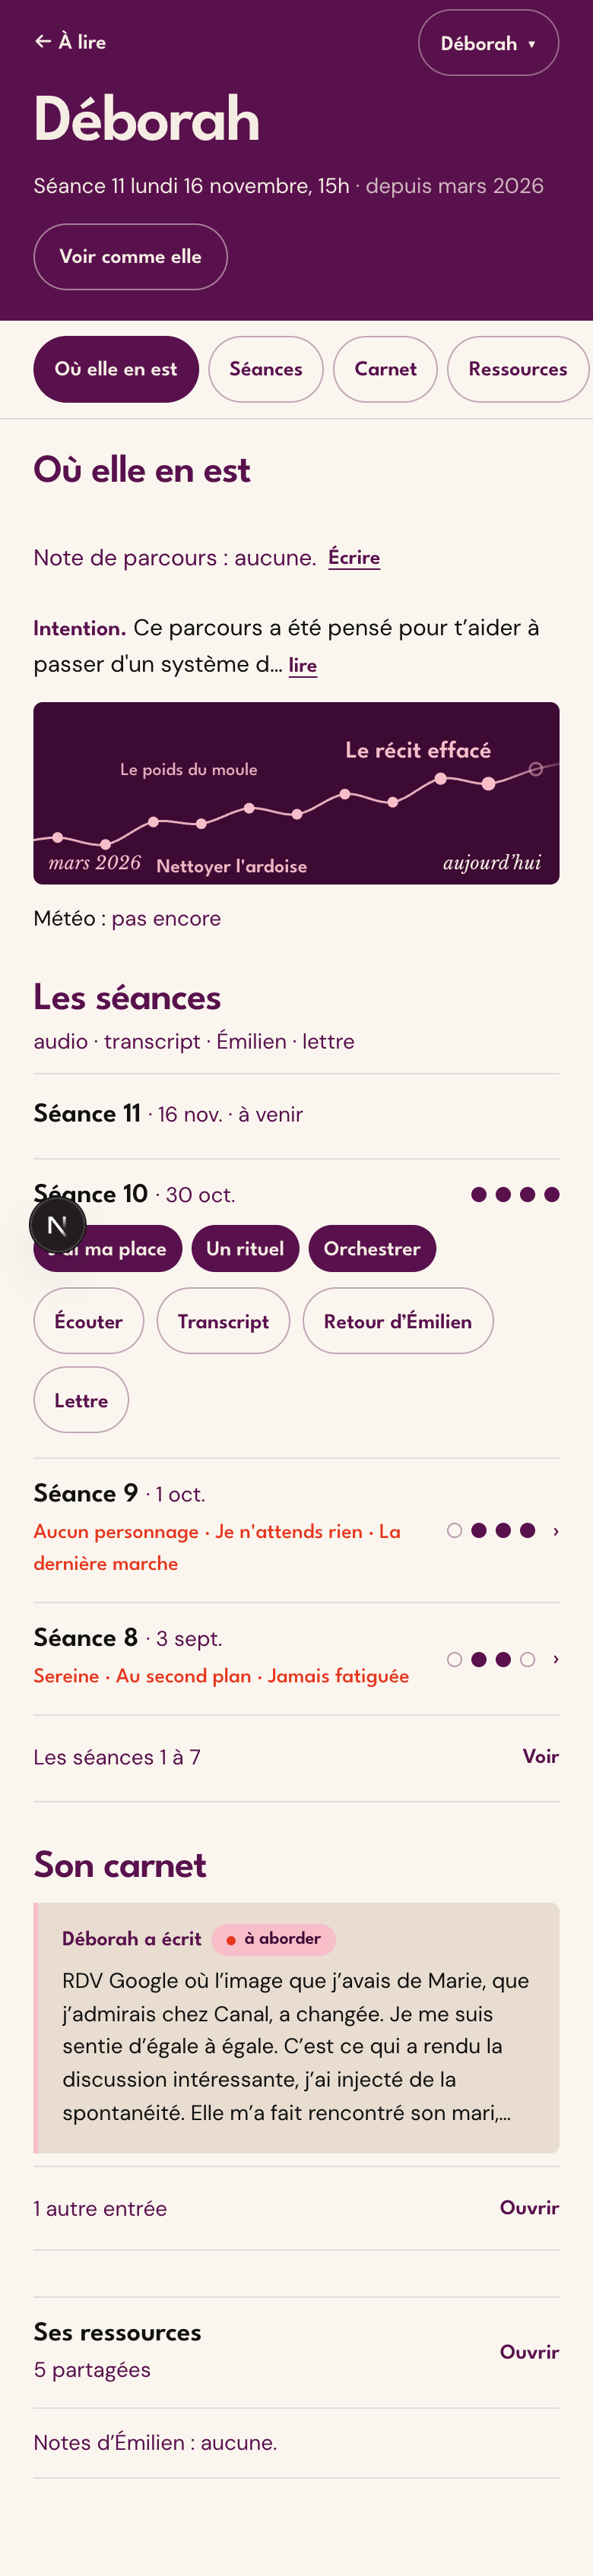 ← À lire
Déborah ▾
Déborah
Séance 11 lundi 16 novembre, 15h · depuis mars 2026
Voir comme elle
Où elle en est
Séances
Carnet
Ressources
Où elle en est
Note de parcours : aucune. Écrire
Intention. Ce parcours a été pensé pour t’aider à
passer d'un système d… lire
Le récit effacé
Le poids du moule
mars 2026
Nettoyer l'ardoise
aujourd’hui
Météo : pas encore
Les séances
audio · transcript · Émilien · lettre
Séance 11 · 16 nov. · à venir
Séance 10 · 30 oct.
N
ma place
Un rituel
Orchestrer
Écouter
Transcript
Retour d’Émilien
Lettre
Séance 9 · 1 oct.
Aucun personnage · Je n'attends rien · La
dernière marche
›
Séance 8 · 3 sept.
Sereine · Au second plan · Jamais fatiguée
›
Les séances 1 à 7
Voir
Son carnet
Déborah a écrit
à aborder
RDV Google où l’image que j’avais de Marie, que
j’admirais chez Canal, a changée. Je me suis
sentie d’égale à égale. C’est ce qui a rendu la
discussion intéressante, j’ai injecté de la
spontanéité. Elle m’a fait rencontré son mari,…
1 autre entrée
Ouvrir
Ses ressources
5 partagées
Ouvrir
Notes d’Émilien : aucune.